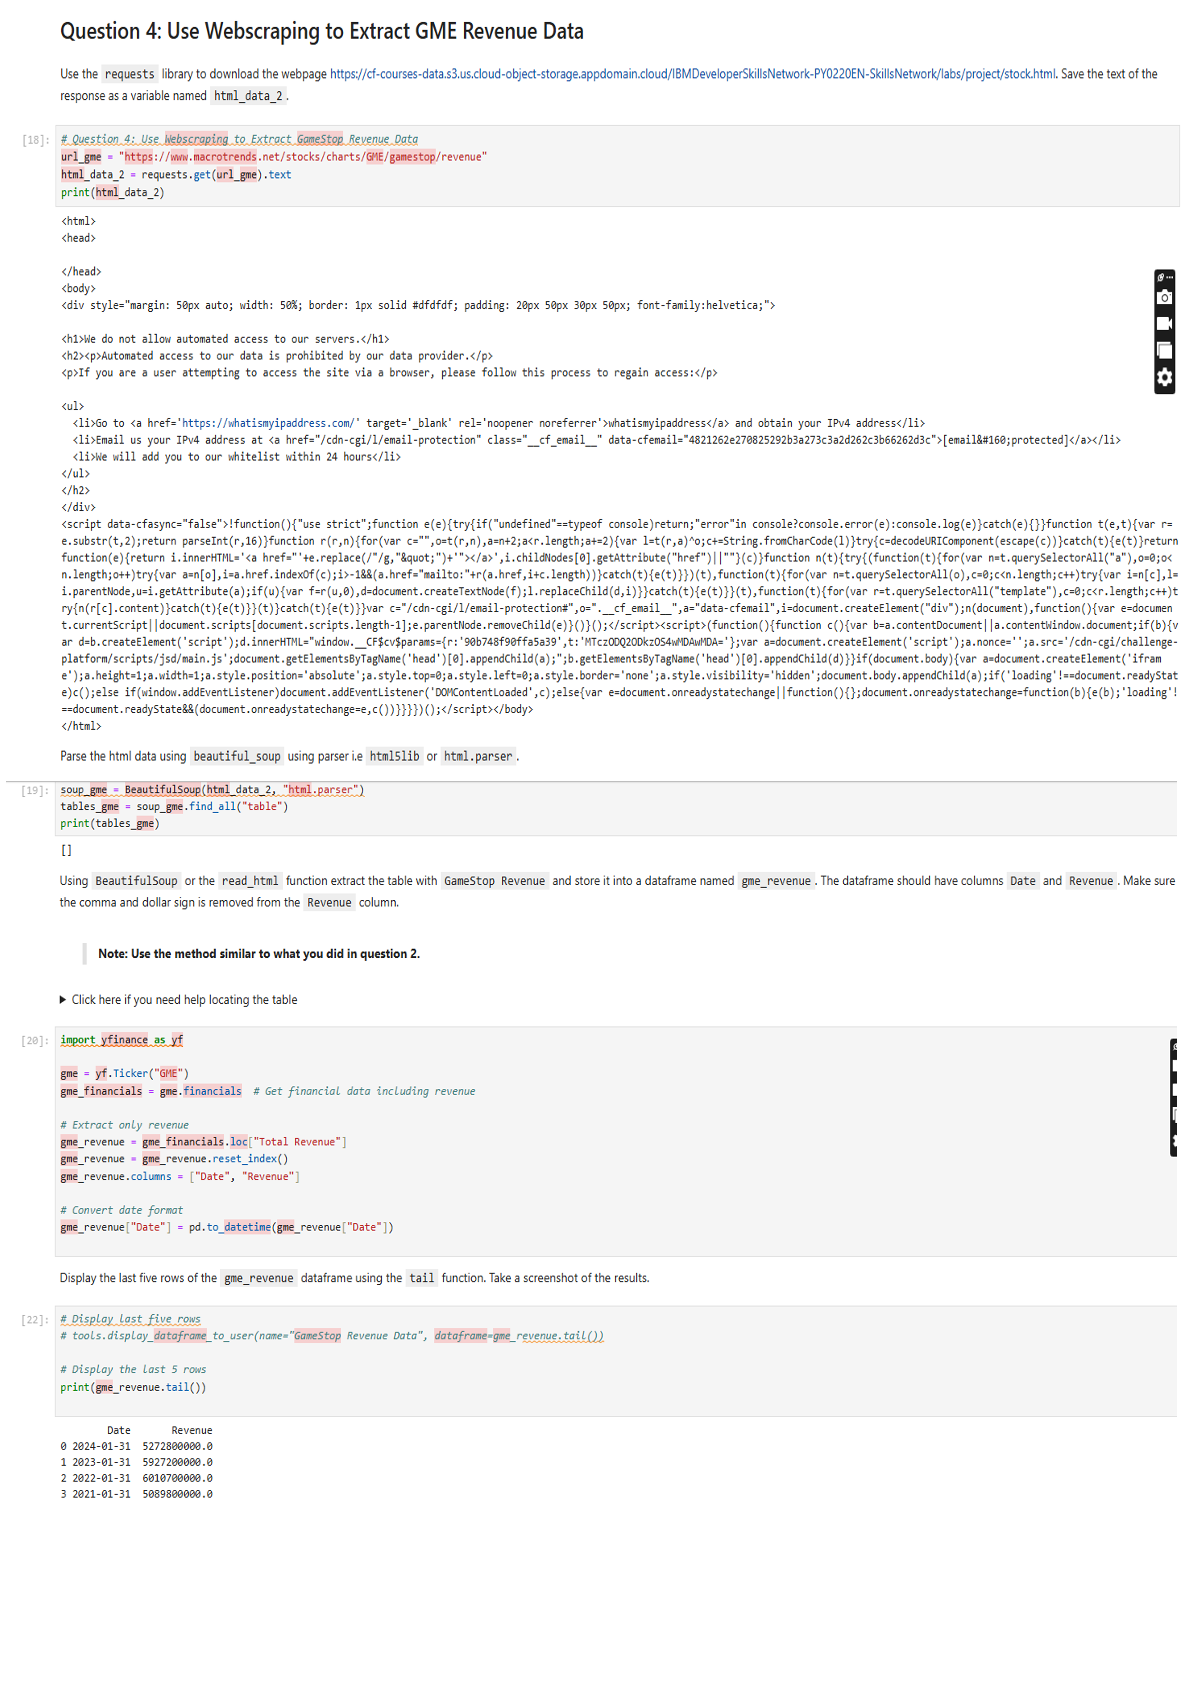 Question 4: Use Webscraping to Extract GME Revenue Data
Use the requests library to download the webpage https://cf-courses-data.s3.us.cloud-object-storage.appdomain.cloud/IBMDeveloperSkillsNetwork-PY0220EN-SkillsNetwork/labs/project/stock.html. Save the text of the
response as a variable named html_data_2.
[18]: # Question 4: Use Webscraping to Extract GameStop Revenue Data
url_gme = "https://www.macrotrends.net/stocks/charts/GME/gamestop/revenue"
html_data_2 = requests.get(url_gme).text
print(html_data_2)
<html>
<head>
</head>
<body>
<div style="margin: 50px auto; width: 50%; border: 1px solid #dfdfdf; padding: 20px 50px 30px 50px; font-family:helvetica;">
<h1>We do not allow automated access to our servers.</h1>
<h2><p>Automated access to our data is prohibited by our data provider.</p>
<p>If you are a user attempting to access the site via a browser, please follow this process to regain access:</p>
<ul>
<li>Go to <a href='https://whatismyipaddress.com/' target='_blank' rel='noopener noreferrer'>whatismyipaddress</a> and obtain your IPv4 address</li>
<li>Email us your IPv4 address at <a href="/cdn-cgi/l/email-protection" class="__cf_email__" data-cfemail="4821262e270825292b3a273c3a2d262c3b66262d3c">[email&#160;protected]</a></li>
<li>We will add you to our whitelist within 24 hours</li>
</ul>
</h2>
</div>
<script data-cfasync="false">!function(){"use strict";function e(e){try{if("undefined"==typeof console)return;"error"in console?console.error(e):console.log(e)}catch(e){}}function t(e,t){var r=
e.substr(t,2);return parseInt(r,16)}function r(r,n){for(var c="",o=t(r,n),a=n+2;a<r.length;a+=2){var l=t(r,a)^o;c+=String.fromCharCode(l)}try{c=decodeURIComponent(escape(c))}catch(t){e(t)}return
function(e){return i.innerHTML='<a href="'+e.replace(/"/g,"&quot;")+'"></a>',i.childNodes[0].getAttribute("href")||""}(c)}function n(t){try{(function(t){for(var n=t.querySelectorAll("a"),o=0;o<
n.length;o++)try{var a=n[o],i=a.href.indexOf(c);i>-1&&(a.href="mailto:"+r(a.href,i+c.length))}catch(t){e(t)}})(t),function(t){for(var n=t.querySelectorAll(o),c=0;c<n.length;c++)try{var i=n[c],l=
i.parentNode,u=i.getAttribute(a);if(u){var f=r(u,0),d=document.createTextNode(f);l.replaceChild(d,i)}}catch(t){e(t)}}(t),function(t){for(var r=t.querySelectorAll("template"),c=0;c<r.length;c++)t
ry{n(r[c].content)}catch(t){e(t)}}(t)}catch(t){e(t)}}var c="/cdn-cgi/l/email-protection#",o=".__cf_email__",a="data-cfemail",i=document.createElement("div");n(document),function(){var e=documen
t.currentScript||document.scripts[document.scripts.length-1];e.parentNode.removeChild(e)}()}();</script><script>(function(){function c(){var b=a.contentDocument||a.contentWindow.document;if(b){v
ar d=b.createElement('script');d.innerHTML="window.__CF$cv$params={r:'90b748f90ffa5a39',t:'MTczODQ2ODkzOS4wMDAwMDA='};var a=document.createElement('script');a.nonce='';a.src='/cdn-cgi/challenge-
platform/scripts/jsd/main.js';document.getElementsByTagName('head')[0].appendChild(a);";b.getElementsByTagName('head')[0].appendChild(d)}}if(document.body){var a=document.createElement('ifram
e');a.height=1;a.width=1;a.style.position='absolute';a.style.top=0;a.style.left=0;a.style.border='none';a.style.visibility='hidden';document.body.appendChild(a);if('loading'!==document.readyStat
e)c();else if(window.addEventListener)document.addEventListener('DOMContentLoaded',c);else{var e=document.onreadystatechange||function(){};document.onreadystatechange=function(b){e(b);'loading'!
==document.readyState&&(document.onreadystatechange=e,c())}}}})();</script></body>
</html>
Parse the html data using beautiful_soup using parser i.e html5lib or html.parser.
[19]: soup_gme = BeautifulSoup(html_data_2, "html.parser")
tables_gme = soup_gme.find_all("table")
print(tables_gme)
[]
Using BeautifulSoup or the read_html function extract the table with GameStop Revenue and store it into a dataframe named gme_revenue. The dataframe should have columns Date and Revenue. Make sure
the comma and dollar sign is removed from the Revenue column.
Note: Use the method similar to what you did in question 2.
▶ Click here if you need help locating the table
[20]: import yfinance as yf
gme = yf.Ticker("GME")
gme_financials = gme.financials # Get financial data including revenue
# Extract only revenue
gme_revenue = gme_financials.loc["Total Revenue"]
gme_revenue = gme_revenue.reset_index()
gme_revenue.columns = ["Date", "Revenue"]
# Convert date format
gme_revenue["Date"] = pd.to_datetime(gme_revenue["Date"])
Display the last five rows of the gme_revenue dataframe using the tail function. Take a screenshot of the results.
[22]: # Display last five rows
# tools.display_dataframe_to_user(name="GameStop Revenue Data", dataframe=gme_revenue.tail())
# Display the last 5 rows
print(gme_revenue.tail())
Date Revenue
0 2024-01-31 5272800000.0
1 2023-01-31 5927200000.0
2 2022-01-31 6010700000.0
3 2021-01-31 5089800000.0